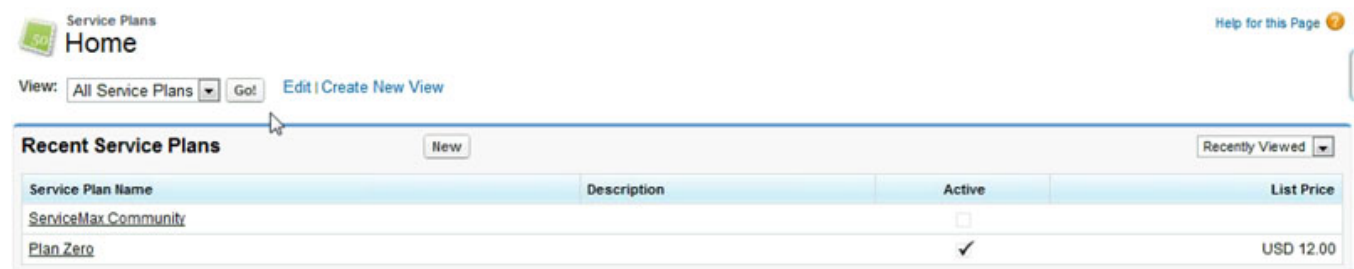 Service Plans
Home
Help for this Page
View: All Service Plans Go! Edit | Create New View
Recent Service Plans New Recently Viewed
Service Plan Name Description Active List Price
ServiceMax Community
Plan Zero USD 12.00